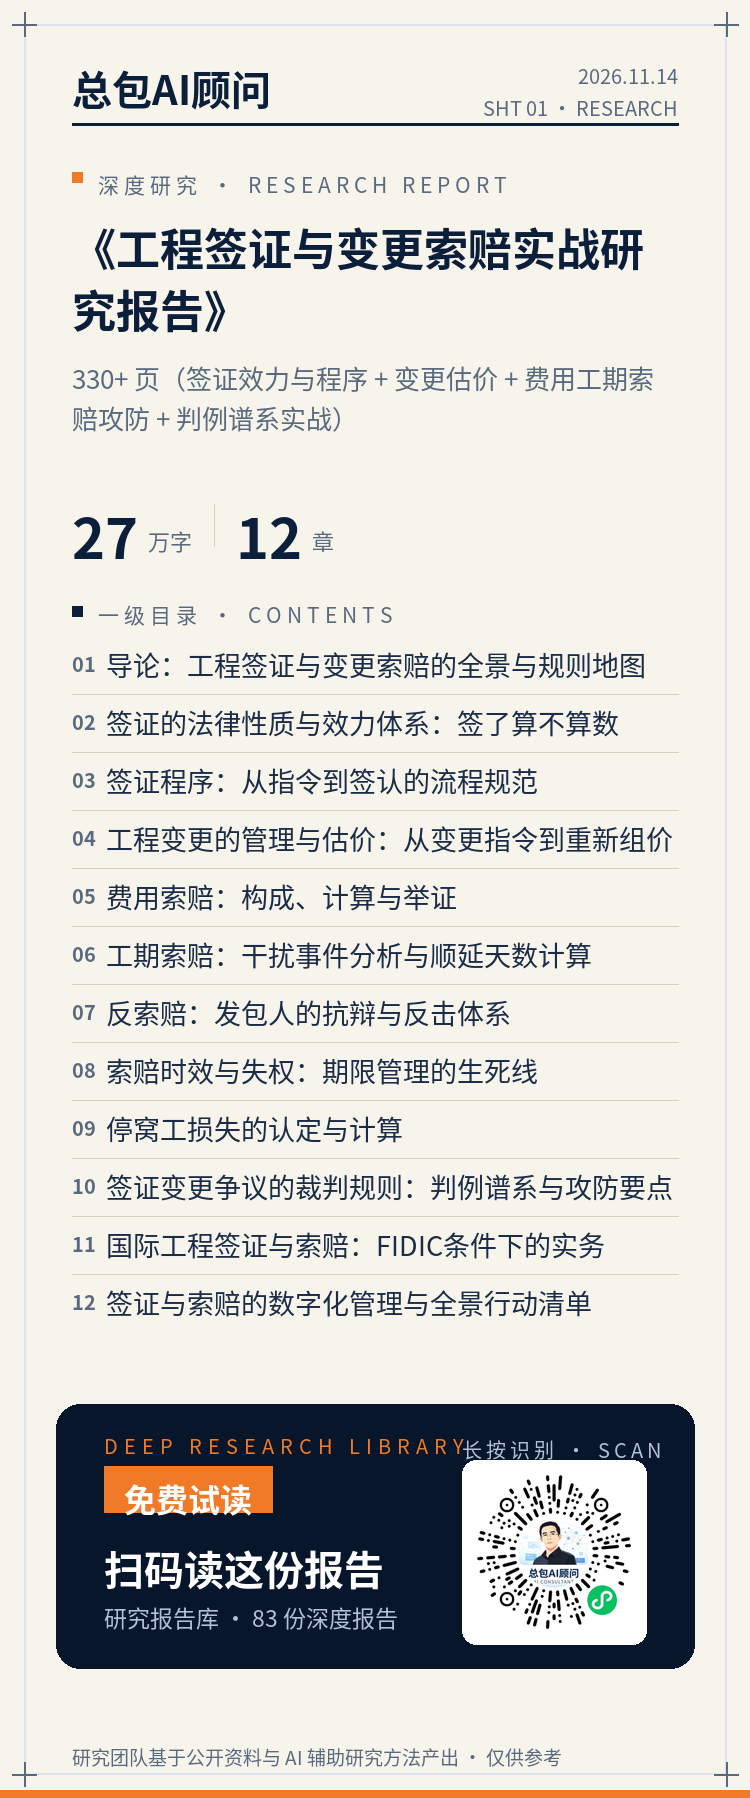 总包AI顾问
2026.11.14
SHT 01 · RESEARCH
深度研究 · RESEARCH REPORT
《工程签证与变更索赔实战研
究报告》
330+ 页（签证效力与程序 + 变更估价 + 费用工期索
赔攻防 + 判例谱系实战）
27 万字 12 章
一级目录 · CONTENTS
01 导论：工程签证与变更索赔的全景与规则地图
02 签证的法律性质与效力体系：签了算不算数
03 签证程序：从指令到签认的流程规范
04 工程变更的管理与估价：从变更指令到重新组价
05 费用索赔：构成、计算与举证
06 工期索赔：干扰事件分析与顺延天数计算
07 反索赔：发包人的抗辩与反击体系
08 索赔时效与失权：期限管理的生死线
09 停窝工损失的认定与计算
10 签证变更争议的裁判规则：判例谱系与攻防要点
11 国际工程签证与索赔：FIDIC条件下的实务
12 签证与索赔的数字化管理与全景行动清单
DEEP RESEARCH LIBRARY
长按识别 · SCAN
免费试读
扫码读这份报告
研究报告库 · 83 份深度报告
总包AI顾问
AI CONSULTANT
研究团队基于公开资料与 AI 辅助研究方法产出 · 仅供参考